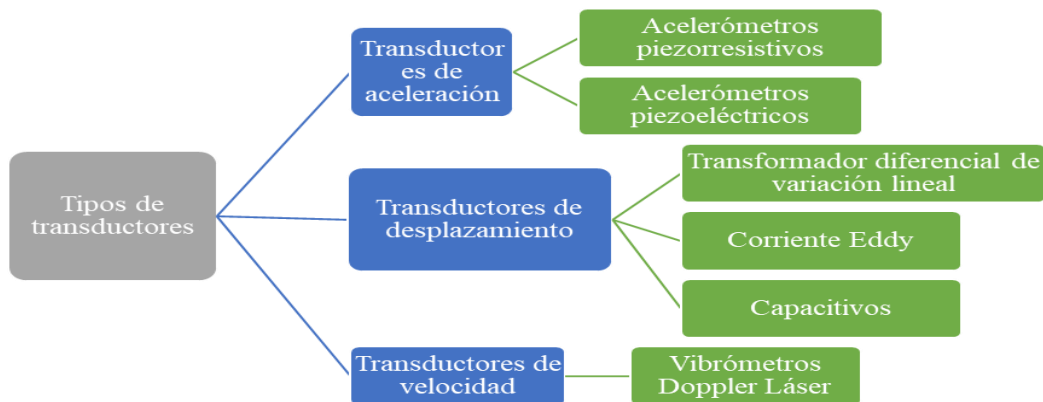 Tipos de
transductores
Transductor
es de
aceleración
Acelerómetros
piezorresistivos
Acelerómetros
piezoeléctricos
Transductores de
desplazamiento
Transformador diferencial de
variación lineal
Corriente Eddy
Capacitivos
Transductores de
velocidad
Vibrómetros
Doppler Láser